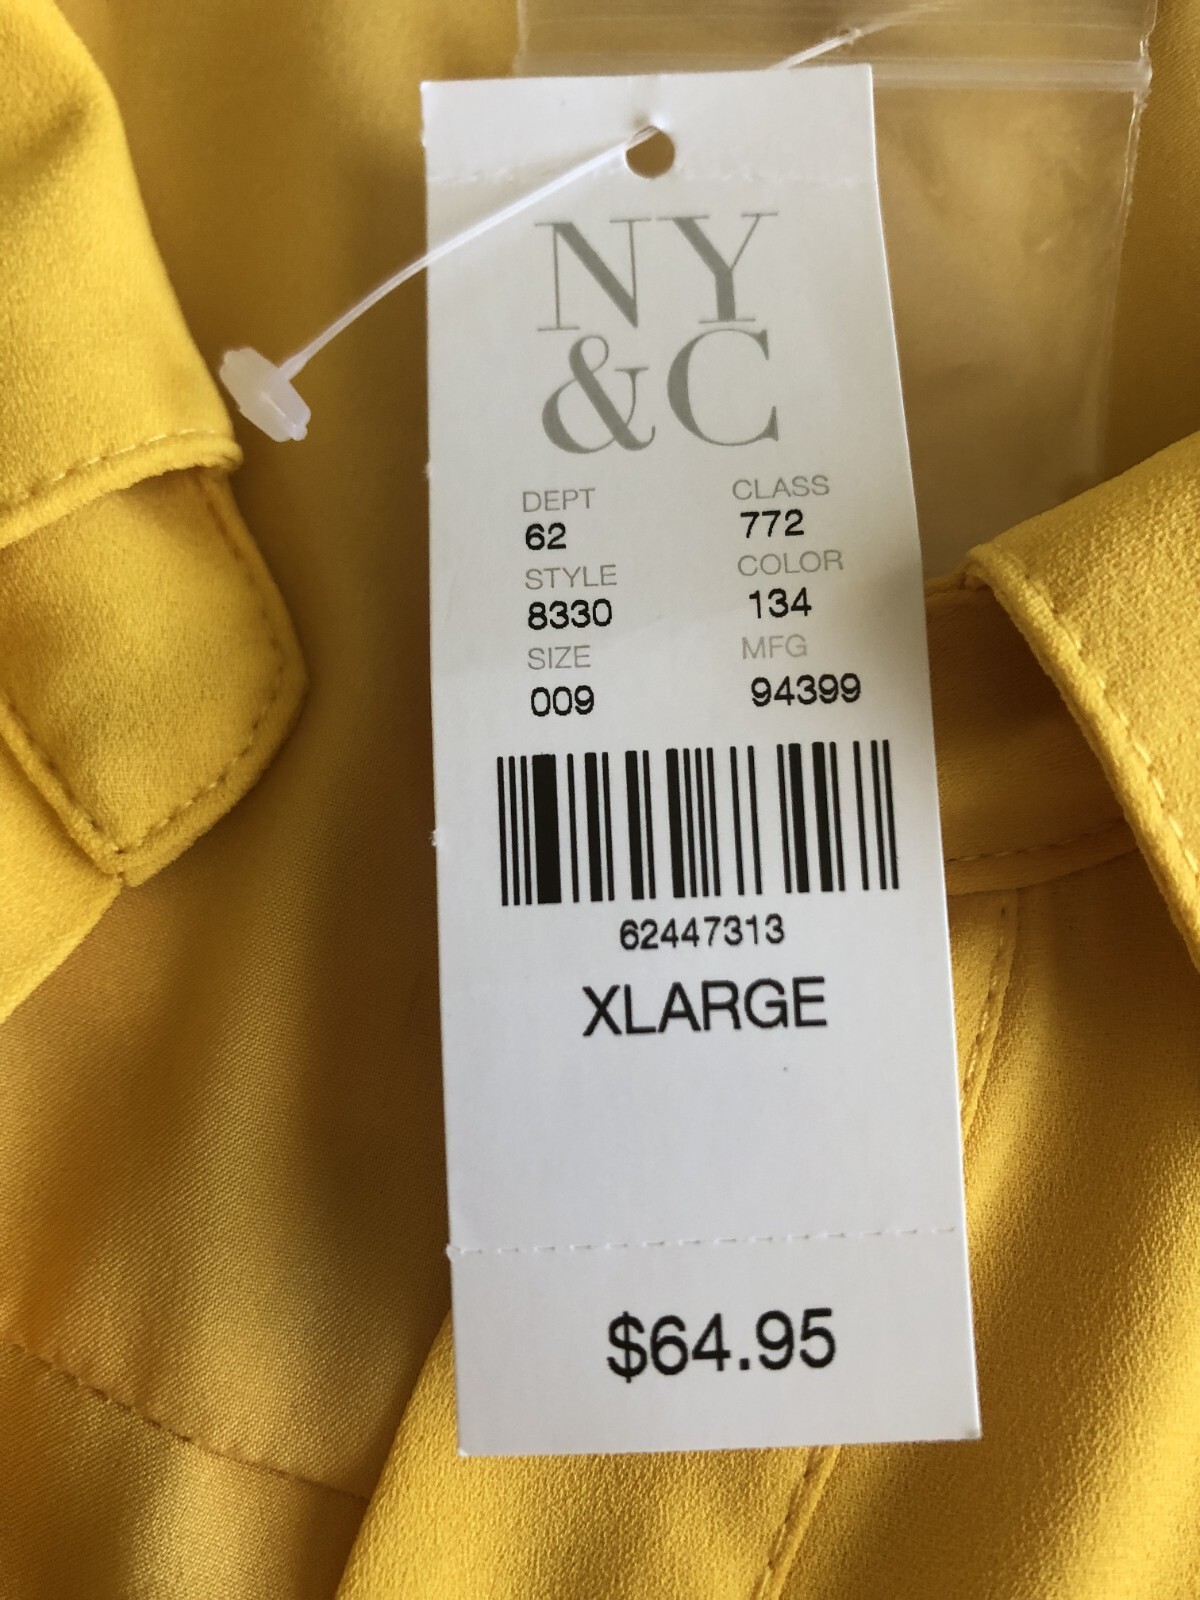 NY
&C
DEPT CLASS
62 772
STYLE COLOR
8330 134
SIZE MFG
009 94399
62447313
XLARGE
$64.95